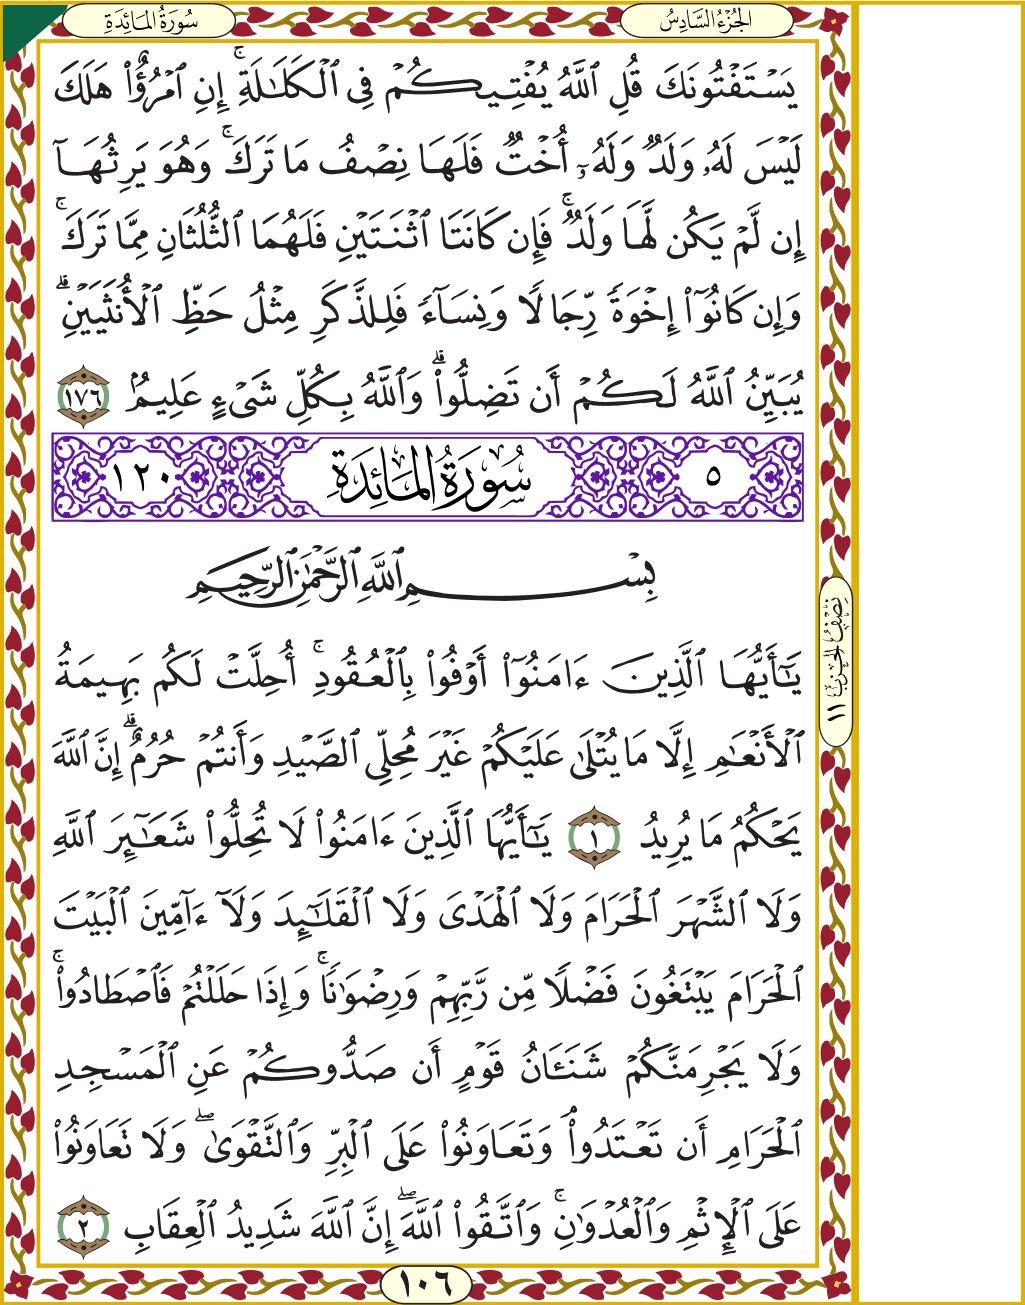 سُورَةُ المَائِدَةِ
الجُزْءُ السَّادِسُ
يَسْتَفْتُونَكَ قُلِ ٱللَّهُ يُفْتِيكُمْ فِى ٱلْكَلَٰلَةِ ۚ إِنِ ٱمْرُؤٌا۟ هَلَكَ
لَيْسَ لَهُۥ وَلَدٌ وَلَهُۥٓ أُخْتٌ فَلَهَا نِصْفُ مَا تَرَكَ ۚ وَهُوَ يَرِثُهَآ
إِن لَّمْ يَكُن لَّهَا وَلَدٌ ۚ فَإِن كَانَتَا ٱثْنَتَيْنِ فَلَهُمَا ٱلثُّلُثَانِ مِمَّا تَرَكَ ۚ
وَإِن كَانُوٓا۟ إِخْوَةً رِّجَالًا وَنِسَآءً فَلِلذَّكَرِ مِثْلُ حَظِّ ٱلْأُنثَيَيْنِ ۗ
يُبَيِّنُ ٱللَّهُ لَكُمْ أَن تَضِلُّوا۟ ۗ وَٱللَّهُ بِكُلِّ شَىْءٍ عَلِيمٌۢ ١٧٦
٥ سُورَةُ المَائِدَةِ ١٢٠
بِسْمِ ٱللَّهِ ٱلرَّحْمَٰنِ ٱلرَّحِيمِ
يَٰٓأَيُّهَا ٱلَّذِينَ ءَامَنُوٓا۟ أَوْفُوا۟ بِٱلْعُقُودِ ۚ أُحِلَّتْ لَكُم بَهِيمَةُ
ٱلْأَنْعَٰمِ إِلَّا مَا يُتْلَىٰ عَلَيْكُمْ غَيْرَ مُحِلِّى ٱلصَّيْدِ وَأَنتُمْ حُرُمٌ ۗ إِنَّ ٱللَّهَ
يَحْكُمُ مَا يُرِيدُ ١ يَٰٓأَيُّهَا ٱلَّذِينَ ءَامَنُوا۟ لَا تُحِلُّوا۟ شَعَٰٓئِرَ ٱللَّهِ
وَلَا ٱلشَّهْرَ ٱلْحَرَامَ وَلَا ٱلْهَدْىَ وَلَا ٱلْقَلَٰٓئِدَ وَلَآ ءَآمِّينَ ٱلْبَيْتَ
ٱلْحَرَامَ يَبْتَغُونَ فَضْلًا مِّن رَّبِّهِمْ وَرِضْوَٰنًا ۚ وَإِذَا حَلَلْتُمْ فَٱصْطَادُوا۟ ۚ
وَلَا يَجْرِمَنَّكُمْ شَنَـَٔانُ قَوْمٍ أَن صَدُّوكُمْ عَنِ ٱلْمَسْجِدِ
ٱلْحَرَامِ أَن تَعْتَدُوا۟ ۘ وَتَعَاوَنُوا۟ عَلَى ٱلْبِرِّ وَٱلتَّقْوَىٰ ۖ وَلَا تَعَاوَنُوا۟
عَلَى ٱلْإِثْمِ وَٱلْعُدْوَٰنِ ۚ وَٱتَّقُوا۟ ٱللَّهَ ۖ إِنَّ ٱللَّهَ شَدِيدُ ٱلْعِقَابِ ٢
نِصْفُ الحِزْبِ ١١
١٠٦